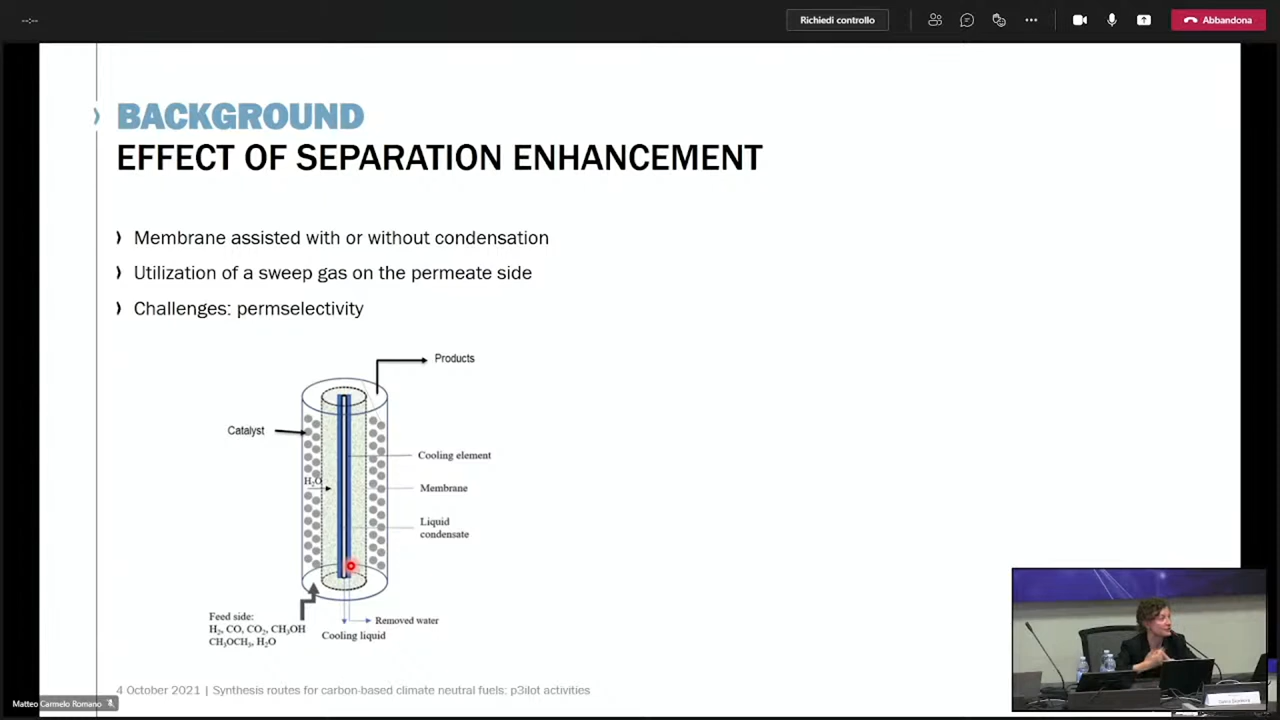 --:--
Richiedi controllo
Abbandona
BACKGROUND
EFFECT OF SEPARATION ENHANCEMENT
Membrane assisted with or without condensation
Utilization of a sweep gas on the permeate side
Challenges: permselectivity
Products
Catalyst
Cooling element
H₂O
Membrane
Liquid
condensate
Feed side:
H₂, CO, CO₂, CH₃OH
CH₃OCH₃, H₂O
Removed water
Cooling liquid
4 October 2021 | Synthesis routes for carbon-based climate neutral fuels: p3ilot activities
Matteo Carmelo Romano